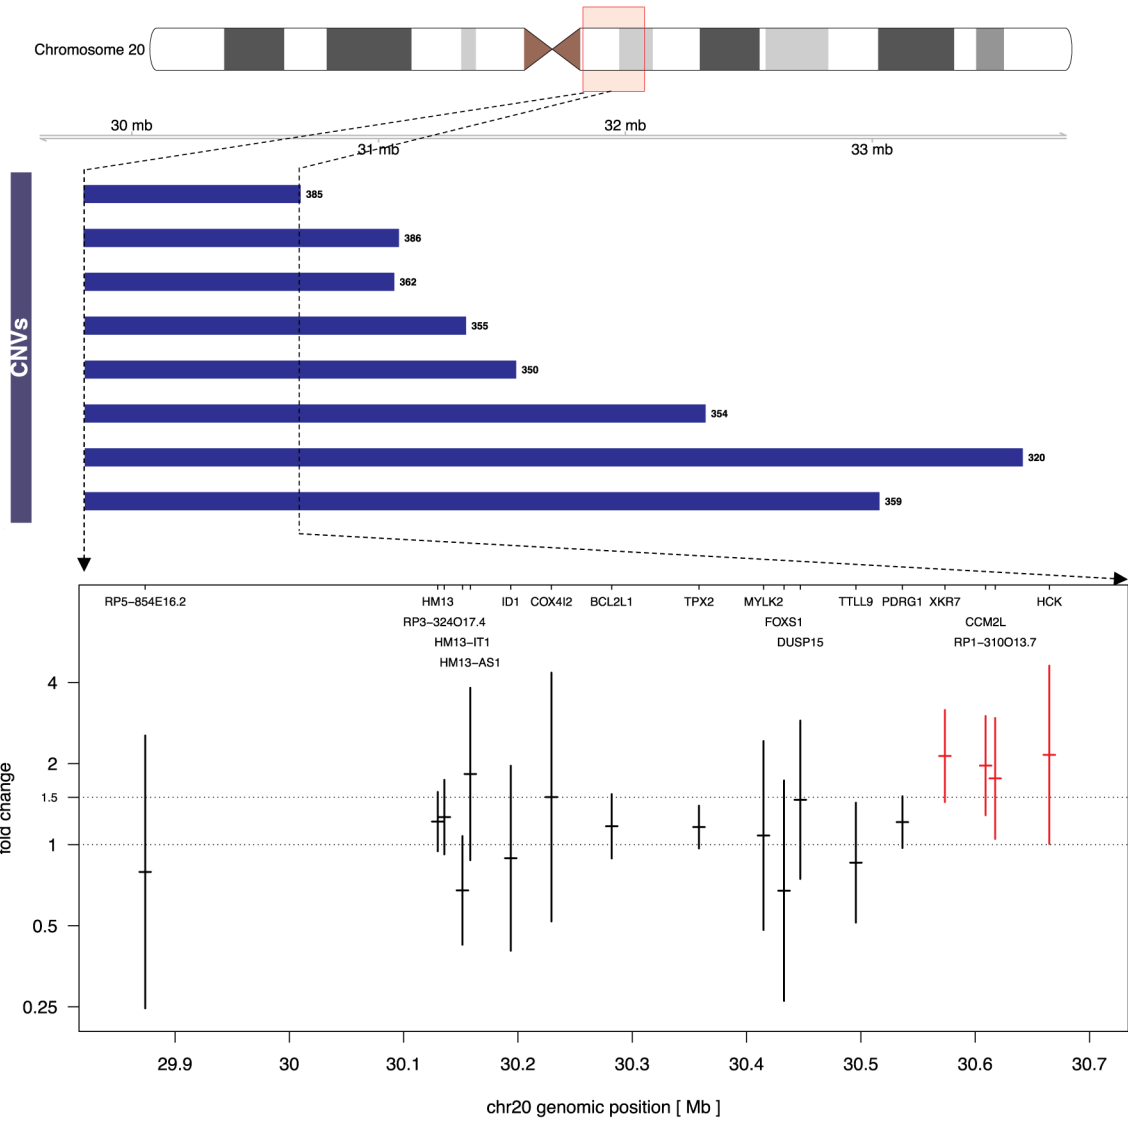 Chromosome 20
30 mb
32 mb
31 mb
33 mb
CNVs
385
386
362
355
350
354
320
359
RP5−854E16.2 HM13 ID1 COX4I2 BCL2L1 TPX2 MYLK2 TTLL9 PDRG1 XKR7 HCK
RP3−324O17.4 FOXS1 CCM2L
HM13−IT1 DUSP15 RP1−310O13.7
HM13−AS1
fold change
4
2
1.5
1
0.5
0.25
29.9 30 30.1 30.2 30.3 30.4 30.5 30.6 30.7
chr20 genomic position [ Mb ]